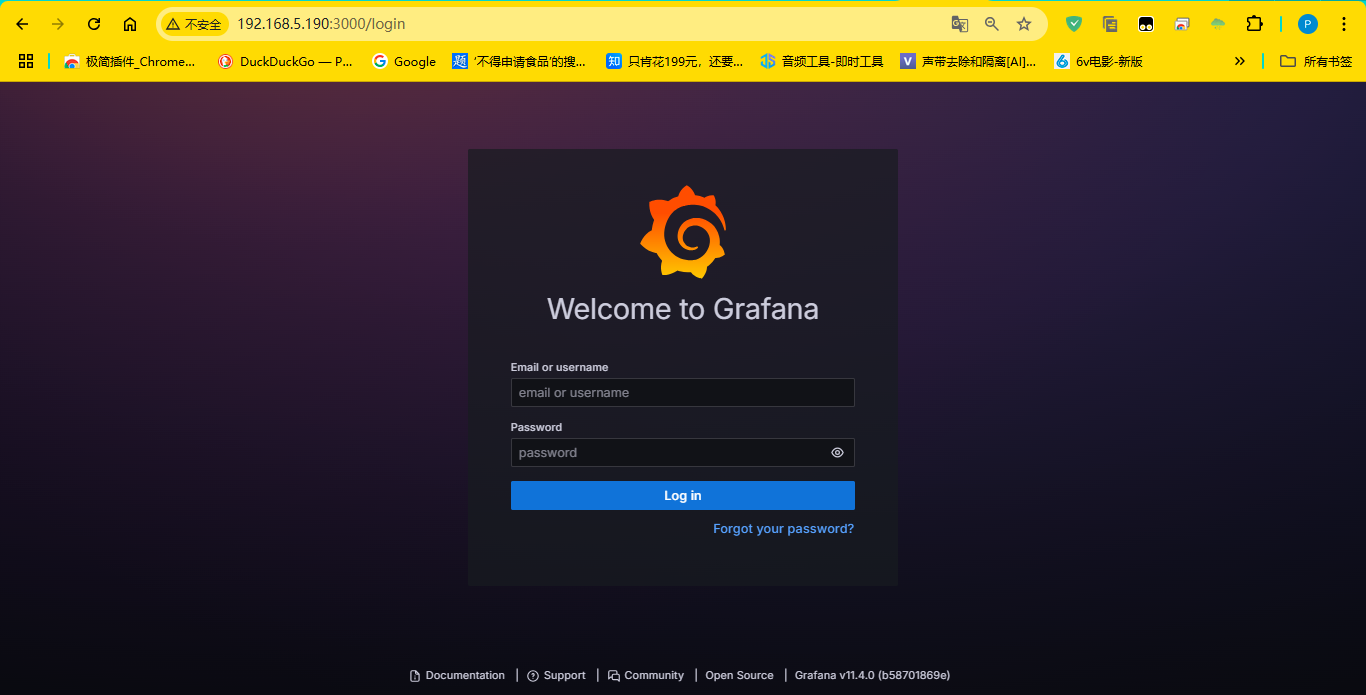 不安全 192.168.5.190:3000/login
极简插件_Chrome... DuckDuckGo — P... Google '不得申请食品'的搜... 只肯花199元，还要... 音频工具-即时工具 声带去除和隔离[AI]... 6v电影-新版 » 所有书签
Welcome to Grafana
Email or username
email or username
Password
password
Log in
Forgot your password?
Documentation | Support | Community | Open Source | Grafana v11.4.0 (b58701869e)